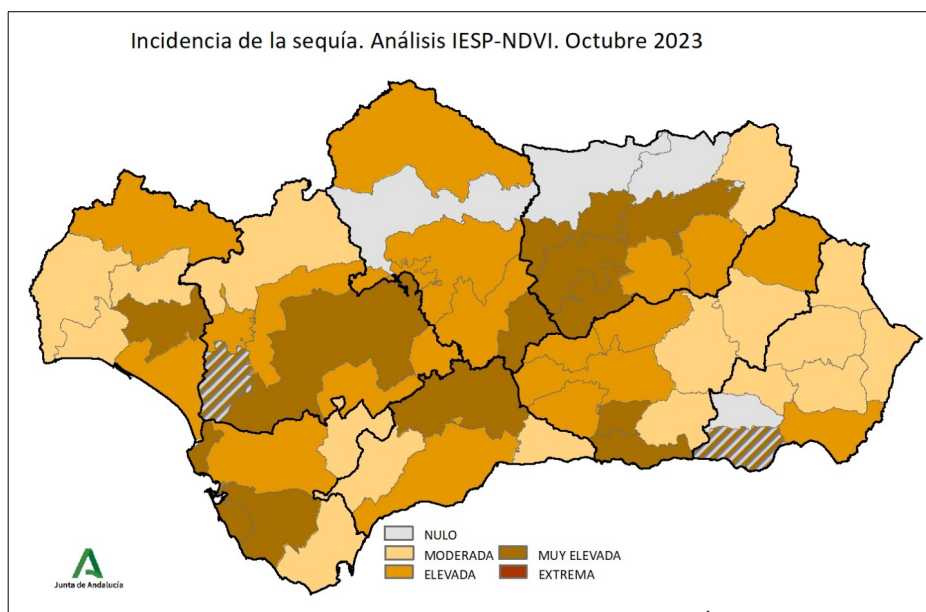 Incidencia de la sequía. Análisis IESP-NDVI. Octubre 2023
NULO
MODERADA
MUY ELEVADA
ELEVADA
EXTREMA
Junta de Andalucía